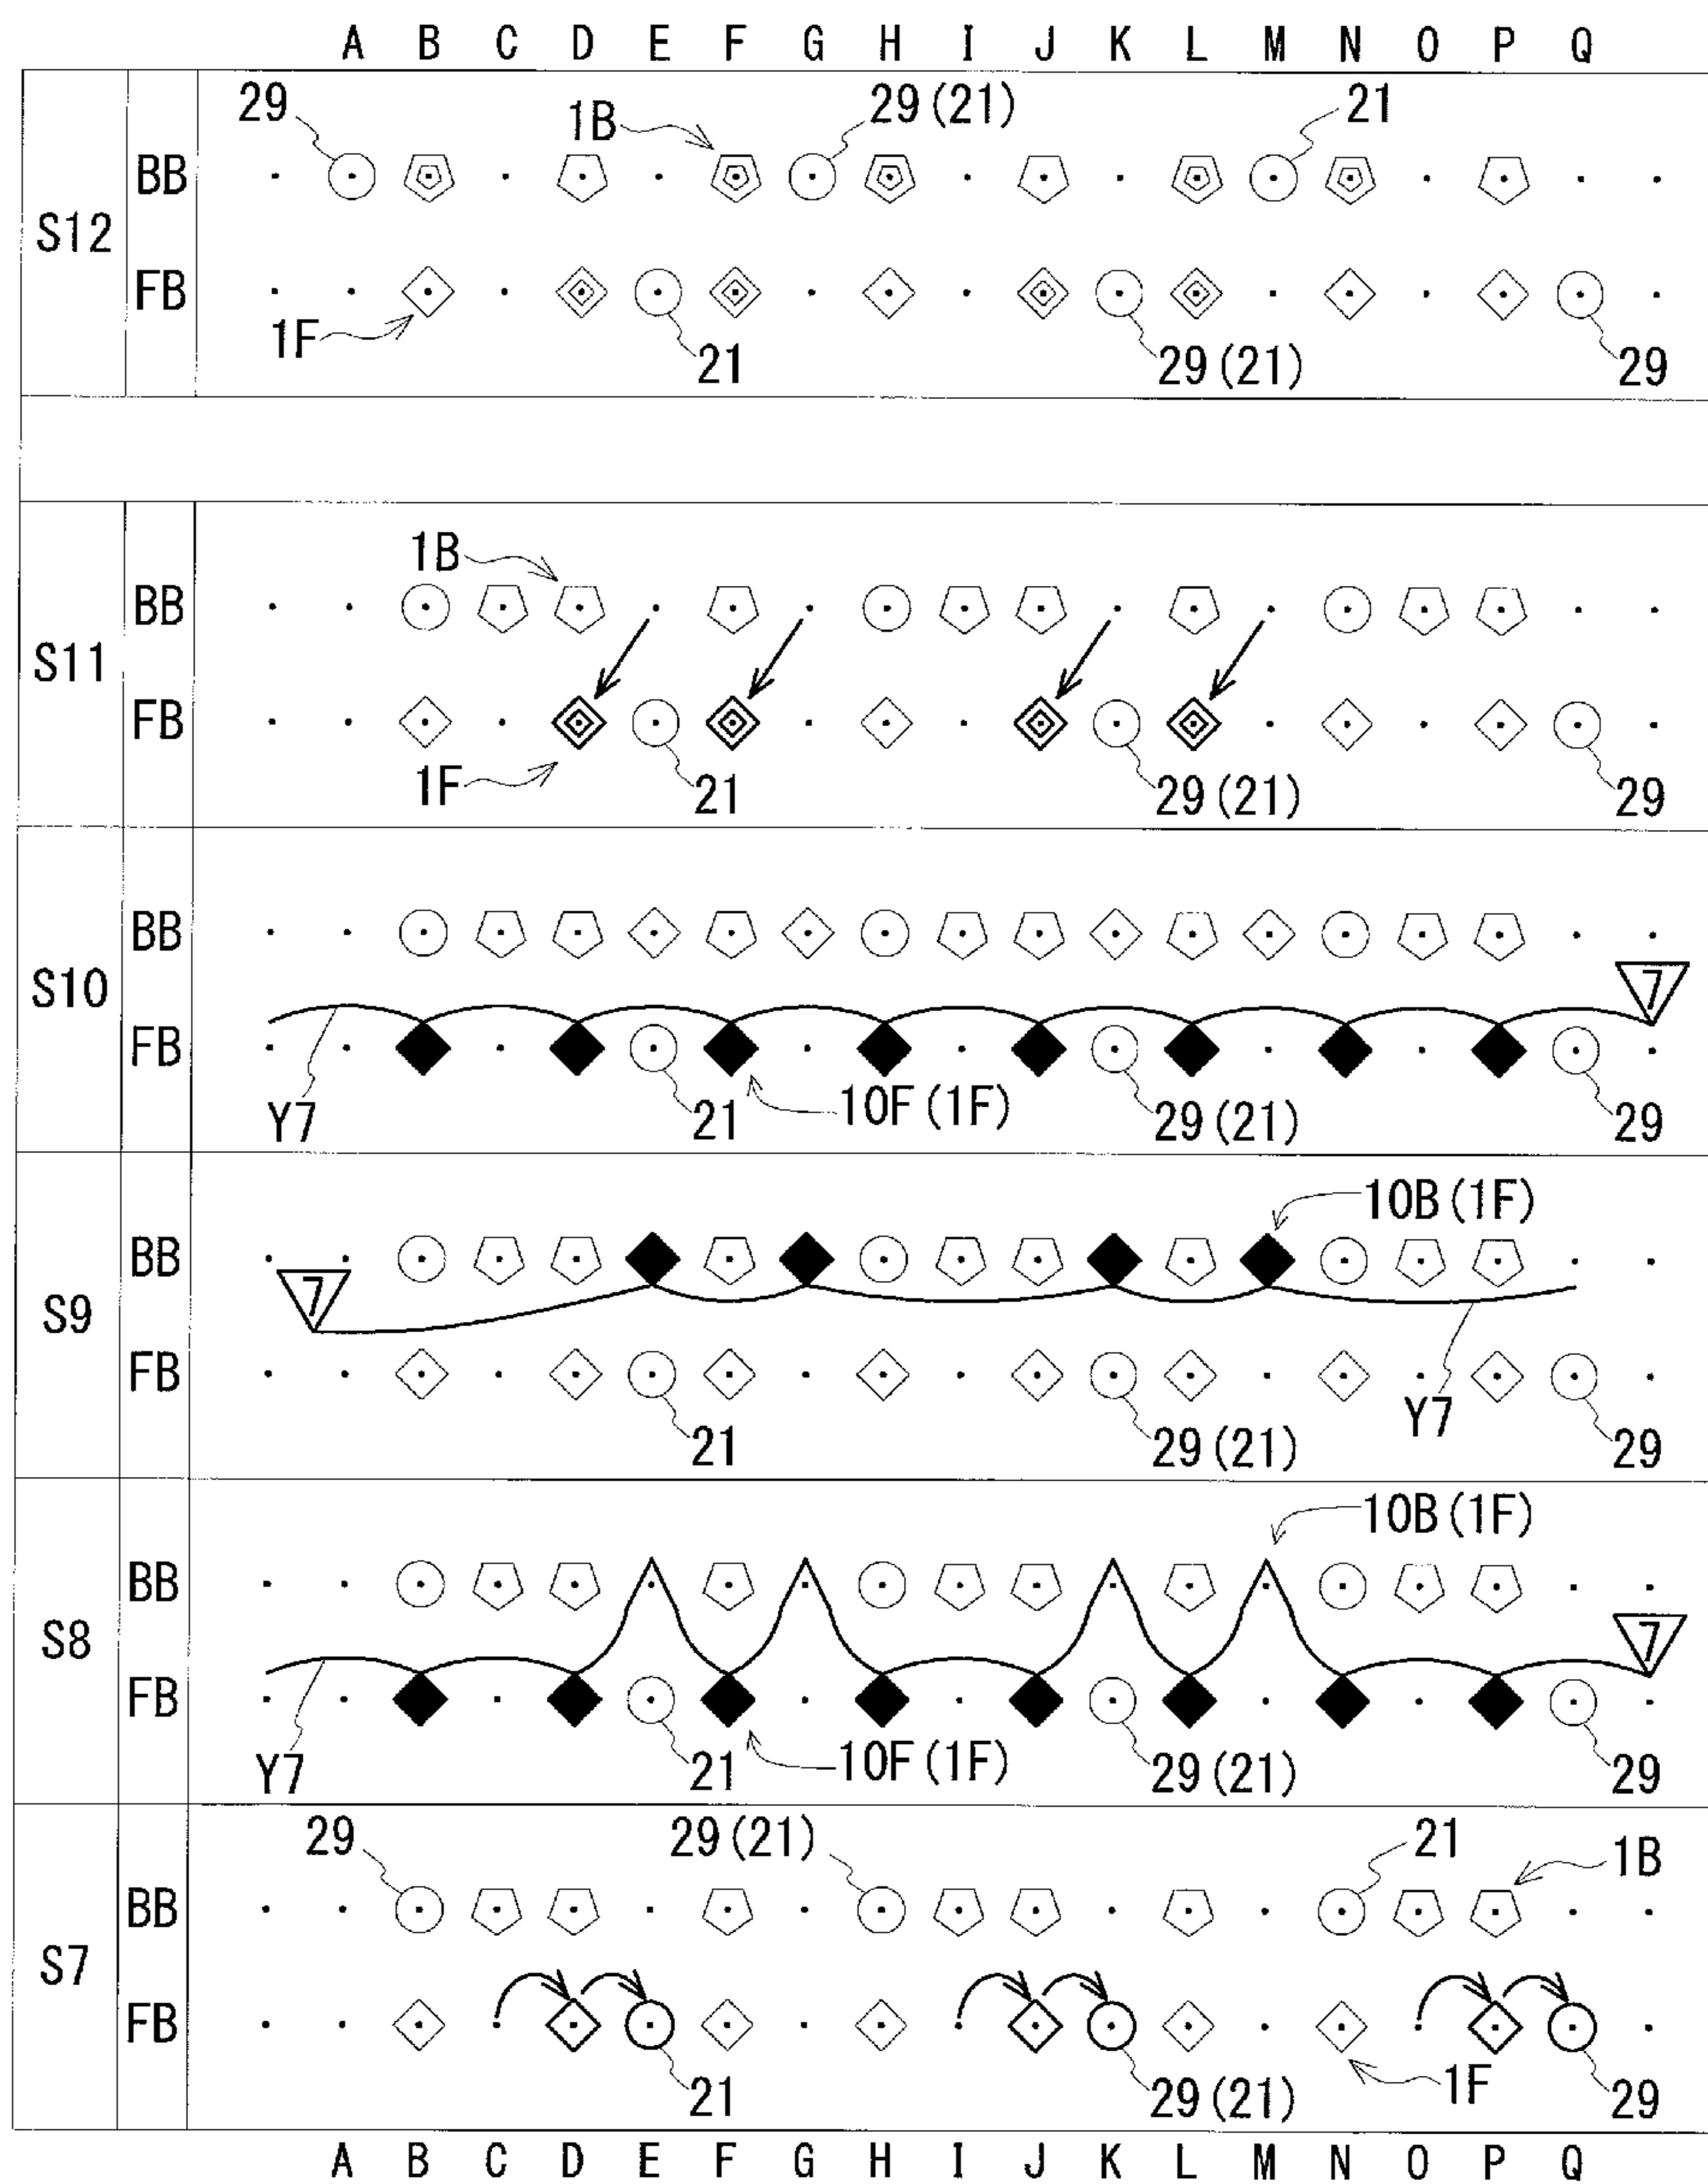 A B C D E F G H I J K L M N O P Q
29 1B 29(21) 21
S12 BB
FB
1F 21 29(21) 29
1B
S11 BB
FB
1F 21 29(21) 29
S10 BB
7
FB
Y7 21 10F(1F) 29(21) 29
10B(1F)
S9 BB
7
FB
21 29(21) Y7 29
10B(1F)
S8 BB
7
FB
Y7 21 10F(1F) 29(21) 29
29 29(21) 21 1B
S7 BB
FB
21 29(21) 1F 29
A B C D E F G H I J K L M N O P Q